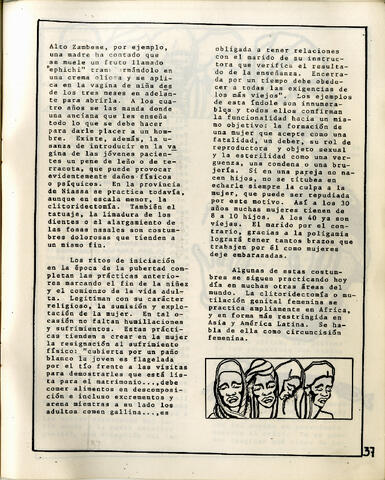 Alto Zambese, por ejemplo,
una madre ha contado que
se muele un fruto llamado
"ephichi" transformándolo en
una crema oliosa y se apli-
ca en la vagina de niñas des
de los tres meses en adelan-
te para abrirla. A los cua-
tro años se las manda donde
una anciana que les enseña
todo lo que se debe hacer
para darle placer a un hom-
bre. Existe, además, la u-
sanza de introducir en la va
gina de las jóvenes pacien-
tes un pene de leño o de te-
rracota, que puede provocar
evidentemente daños físicos
o psíquicos. En la provincia
de Niassa se practica todavía,
aunque en escala menor, la
clitoridectomía. También el
tatuaje, la limadura de los
dientes o el alargamiento de
las fosas nasales son costum-
bres dolorosas que tienden a
un mismo fin.
Los ritos de iniciación
en la época de la pubertad com
pletan las prácticas anterio-
res marcando el fin de la niñez
y el comienzo de la vida adul-
ta. Legitiman con su carácter
religioso, la sumisión y explo-
tación de la mujer. En tal o-
casión no faltan humillaciones
y sufrimientos. Estas prácti-
cas tienden a crear en la mujer
la resignación al sufrimiento
físico: "cubierta por un paño
blanco la joven es flagelada
por el tío frente a las visitas
para demostrarles que está lis-
ta para el matrimonio...,debe
comer alimentos en descomposi-
ción e incluso excrementos y
arena mientras a su lado los
adultos comen gallina...,es
obligada a tener relaciones
con el marido de su instruc-
tora que verifica el resulta-
do de la enseñanza. Encerra-
da por un tiempo debe obede-
cer a todas las exigencias de
los más viejos". Los ejemplos
de esta índole son innumera-
bles y todos ellos confirman
la funcionalidad hacia un mis-
mo objetivo: la formación de
una mujer que acepte como una
fatalidad, un deber, su rol de
reproductora y objeto sexual
y la esterilidad como una ver-
guenza, una condena o una bru-
jería. Si en una pareja no na-
cen hijos, no se titubea en
echarle siempre la culpa a la
mujer, que puede ser repudiada
por este motivo. Así a los 30
años muchas mujeres tienen de
8 a 10 hijos. A los 40 ya son
viejas. El marido por el con-
trario, gracias a la poligamia,
logrará tener tantos brazos que
trabajen por él como mujeres
deje embarazadas.
Algunas de estas costum-
bres se siguen practicando hoy
día en muchas otras áreas del
mundo. La clitoridectomía o mu-
tilación genital femenina se
practica ampliamente en Africa,
y en forma más restringida en
Asia y América Latina. Se ha-
bla de ella como circuncisión
femenina.
37